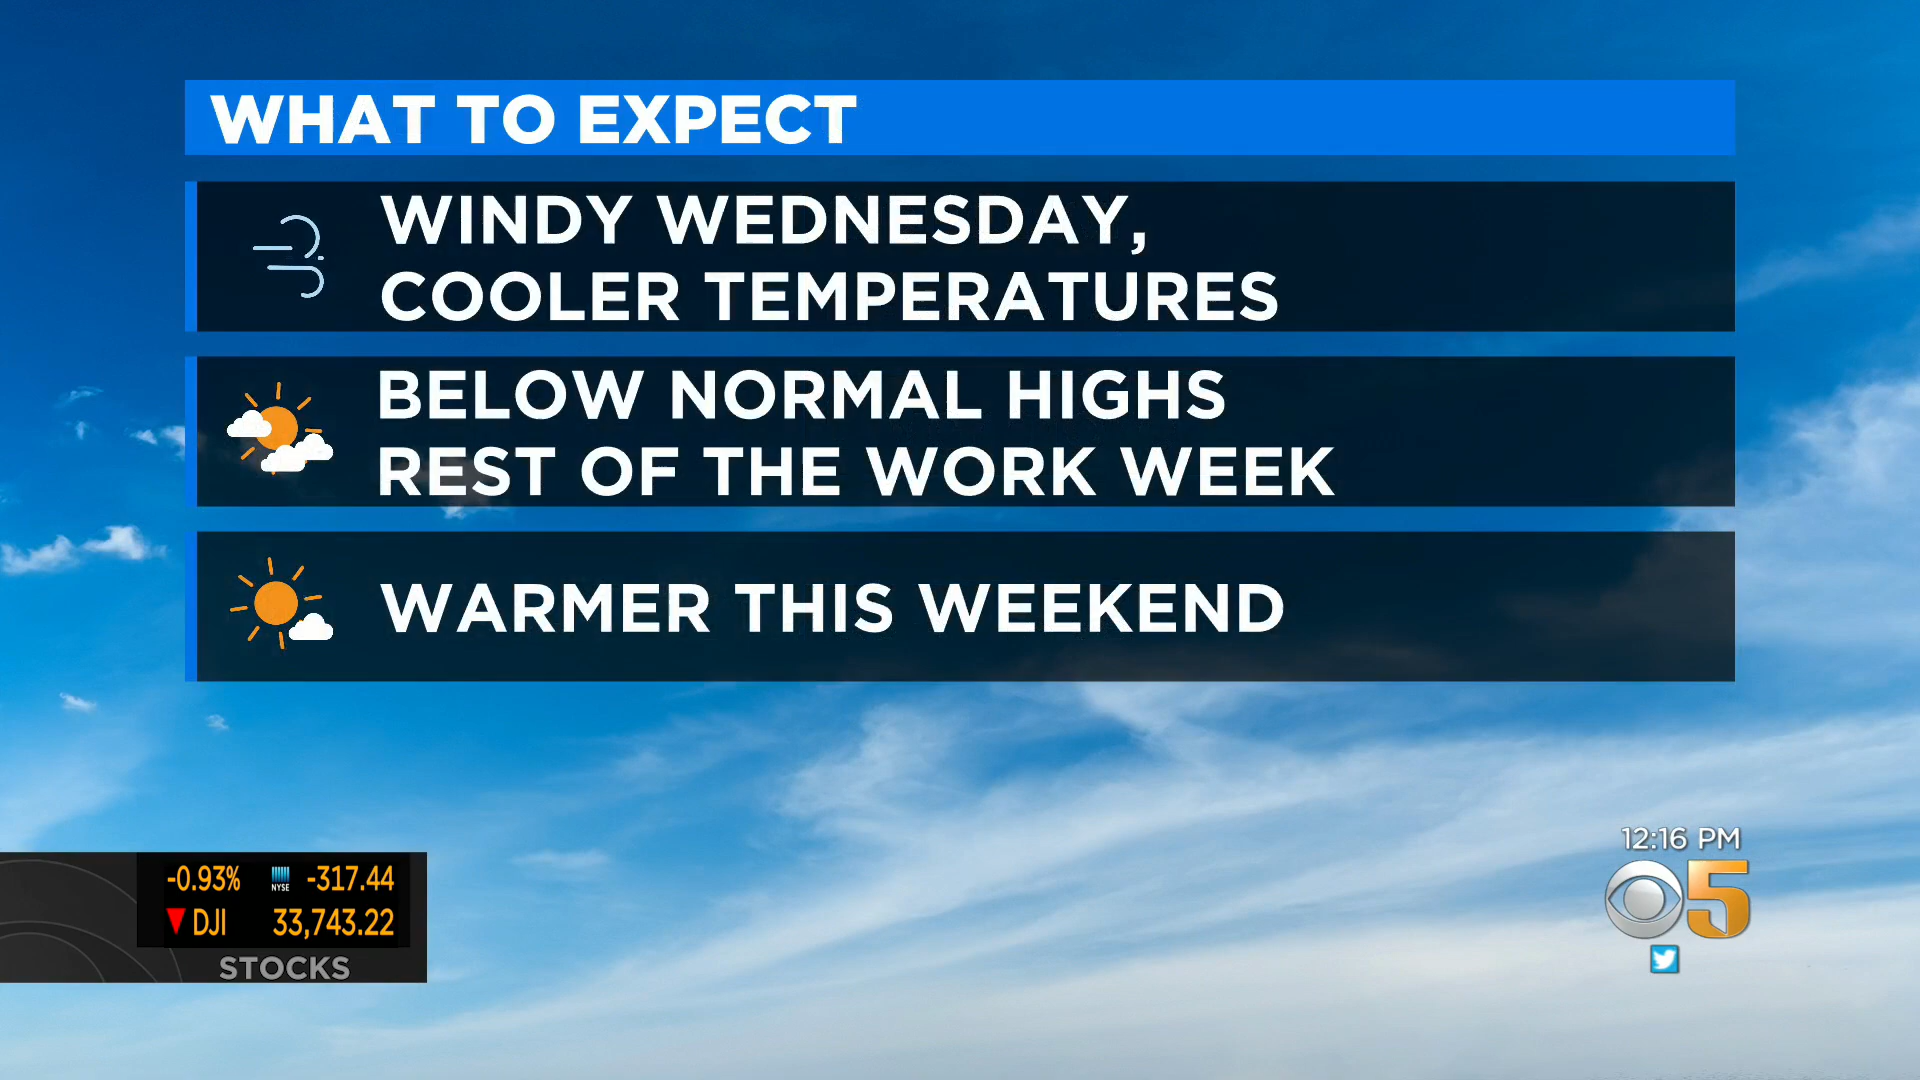 WHAT TO EXPECT
WINDY WEDNESDAY,
COOLER TEMPERATURES
BELOW NORMAL HIGHS
REST OF THE WORK WEEK
WARMER THIS WEEKEND
-0.93% NYSE -317.44
DJI 33,743.22
STOCKS
12:16 PM
5